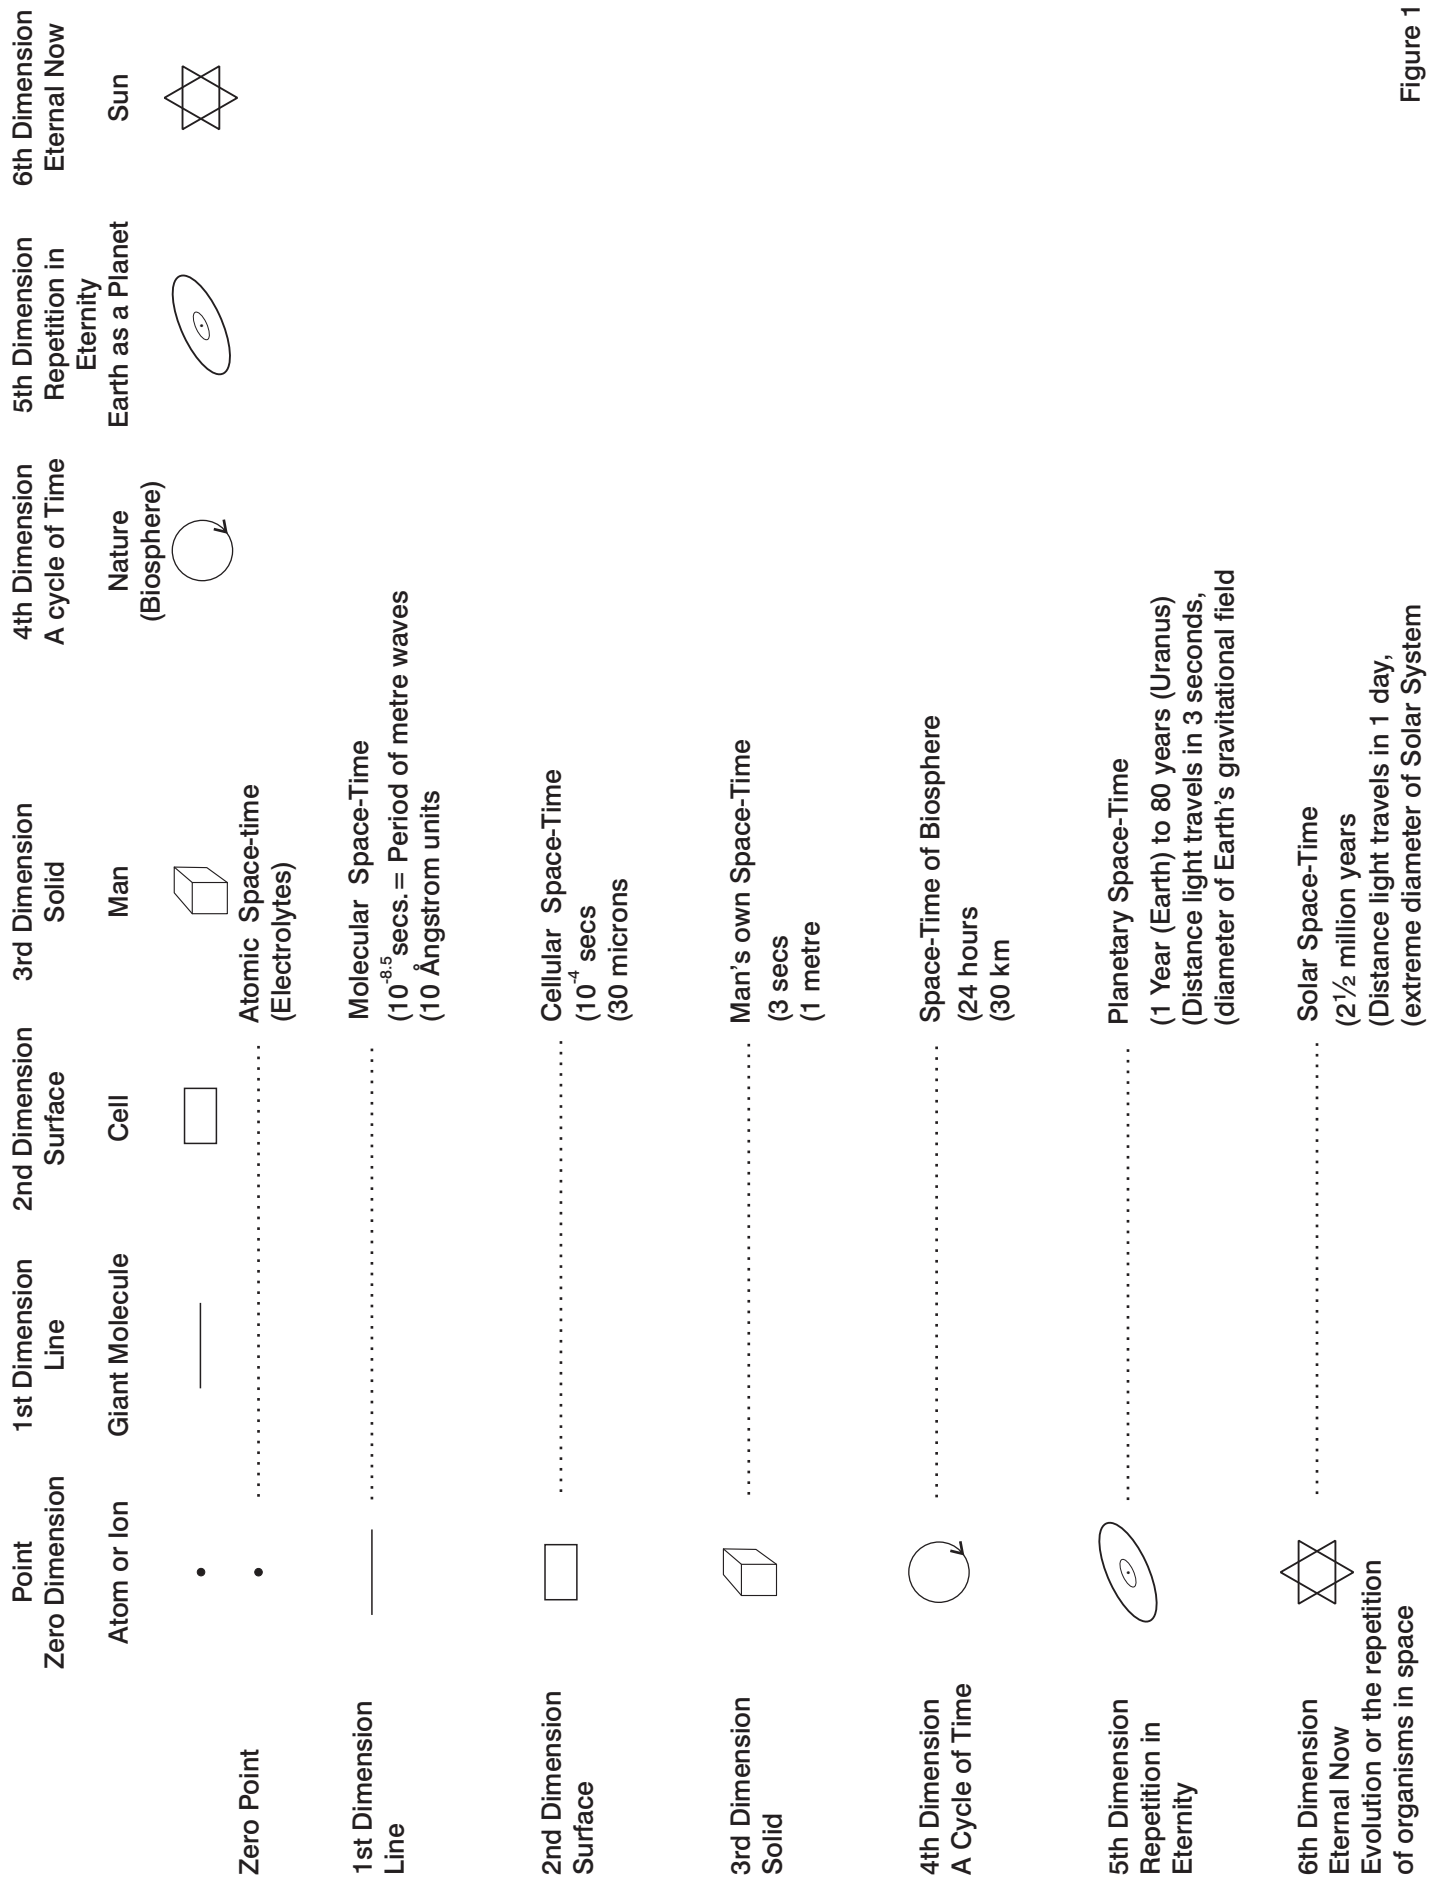 Point
Zero Dimension
Atom or Ion
1st Dimension
Line
Giant Molecule
2nd Dimension
Surface
Cell
3rd Dimension
Solid
Man
4th Dimension
A cycle of Time
Nature
(Biosphere)
5th Dimension
Repetition in
Eternity
Earth as a Planet
6th Dimension
Eternal Now
Sun
Zero Point
Atomic Space-time
(Electrolytes)
1st Dimension
Line
Molecular Space-Time
(10^-8.5 secs. = Period of metre waves
(10 Ångstrom units
2nd Dimension
Surface
Cellular Space-Time
(10^-4 secs
(30 microns
3rd Dimension
Solid
Man's own Space-Time
(3 secs
(1 metre
4th Dimension
A Cycle of Time
Space-Time of Biosphere
(24 hours
(30 km
5th Dimension
Repetition in
Eternity
Planetary Space-Time
(1 Year (Earth) to 80 years (Uranus)
(Distance light travels in 3 seconds,
(diameter of Earth's gravitational field
6th Dimension
Eternal Now
Evolution or the repetition
of organisms in space
Solar Space-Time
(2½ million years
(Distance light travels in 1 day,
(extreme diameter of Solar System
Figure 1